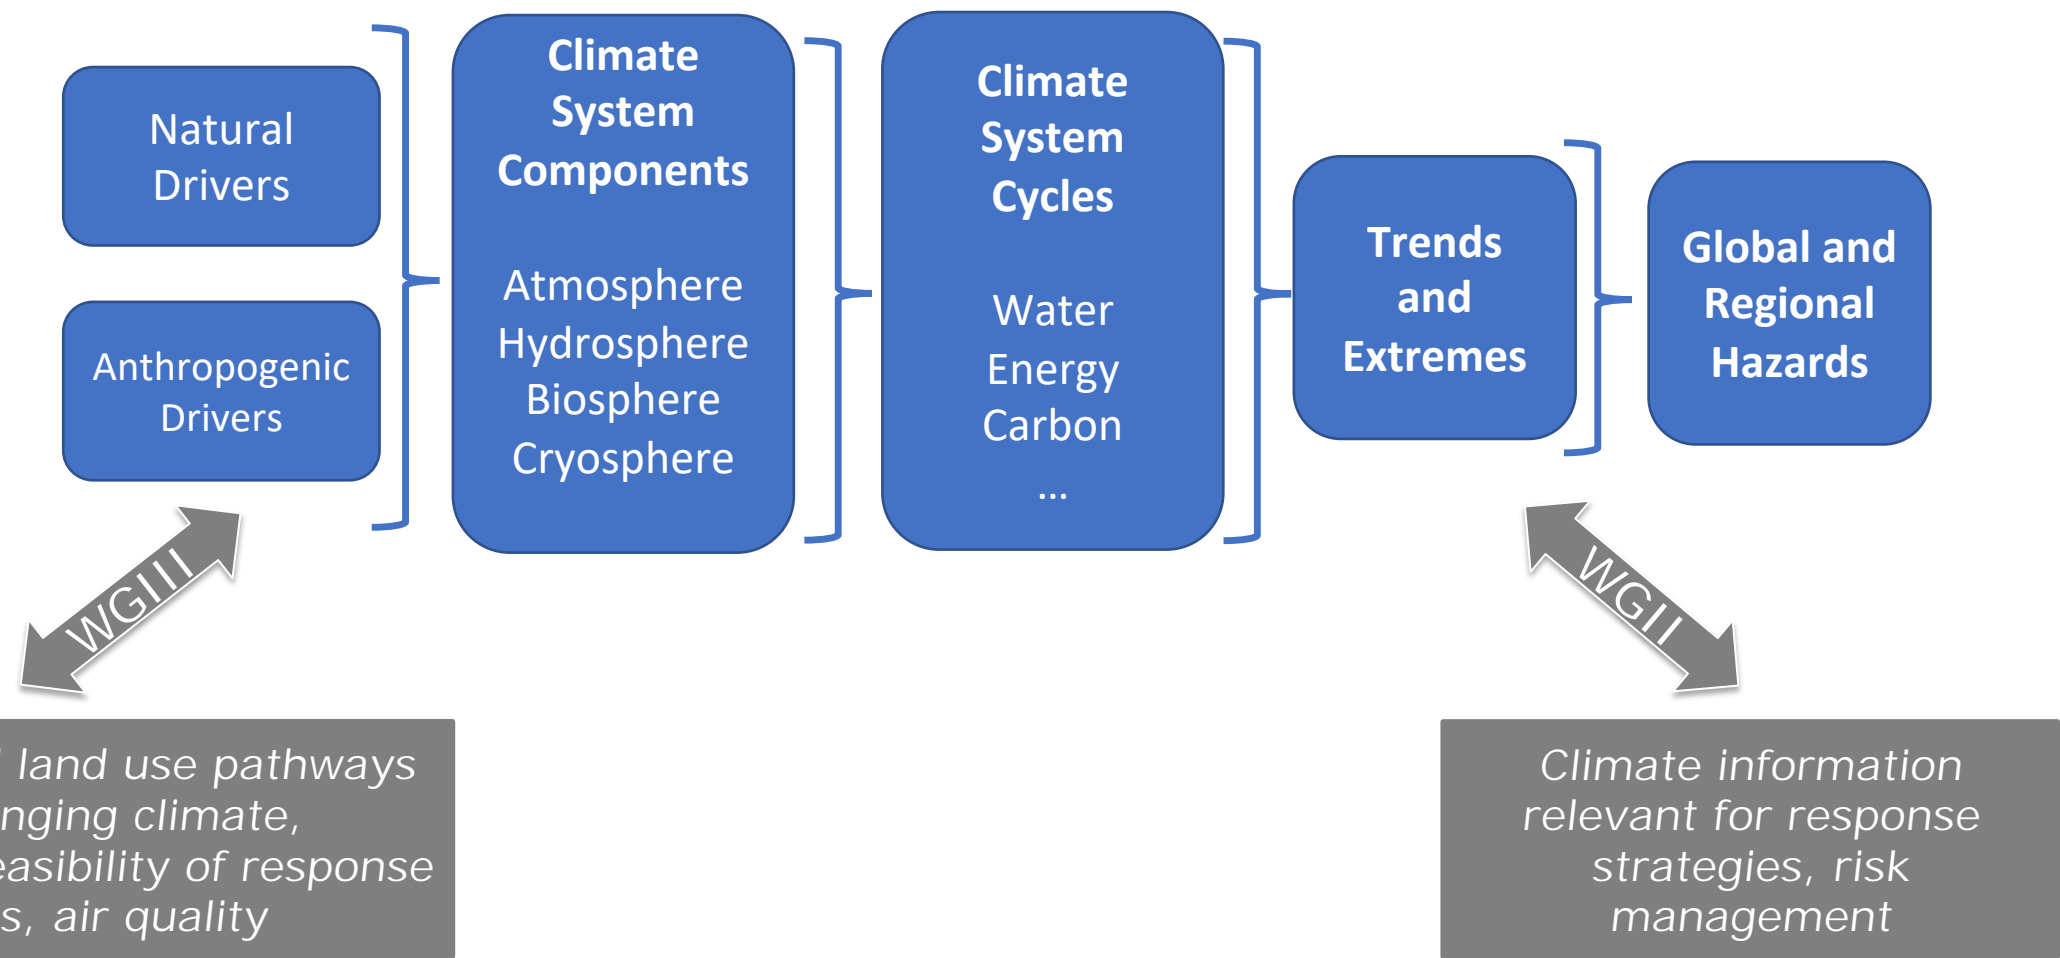 Natural
Drivers
Anthropogenic
Drivers
Climate
System
Components
Atmosphere
Hydrosphere
Biosphere
Cryosphere
Climate
System
Cycles
Water
Energy
Carbon
...
Trends
and
Extremes
Global and
Regional
Hazards
WGIII
WGII
land use pathways
climate,
of response
air quality
Climate information
relevant for response
strategies, risk
management